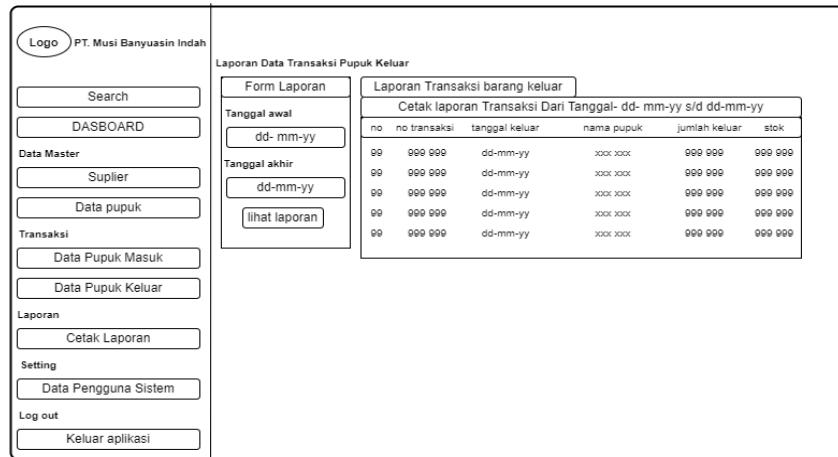 Logo
PT. Musi Banyuasin Indah
Search
DASBOARD
Data Master
Suplier
Data pupuk
Transaksi
Data Pupuk Masuk
Data Pupuk Keluar
Laporan
Cetak Laporan
Setting
Data Pengguna Sistem
Log out
Keluar aplikasi
Laporan Data Transaksi Pupuk Keluar
Form Laporan
Tanggal awal
dd- mm-yy
Tanggal akhir
dd-mm-yy
lihat laporan
Laporan Transaksi barang keluar
Cetak laporan Transaksi Dari Tanggal- dd- mm-yy s/d dd-mm-yy
no no transaksi tanggal keluar nama pupuk jumlah keluar stok
99 999 999 dd-mm-yy xxx xxx 999 999 999 999
99 999 999 dd-mm-yy xxx xxx 999 999 999 999
99 999 999 dd-mm-yy xxx xxx 999 999 999 999
99 999 999 dd-mm-yy xxx xxx 999 999 999 999
99 999 999 dd-mm-yy xxx xxx 999 999 999 999